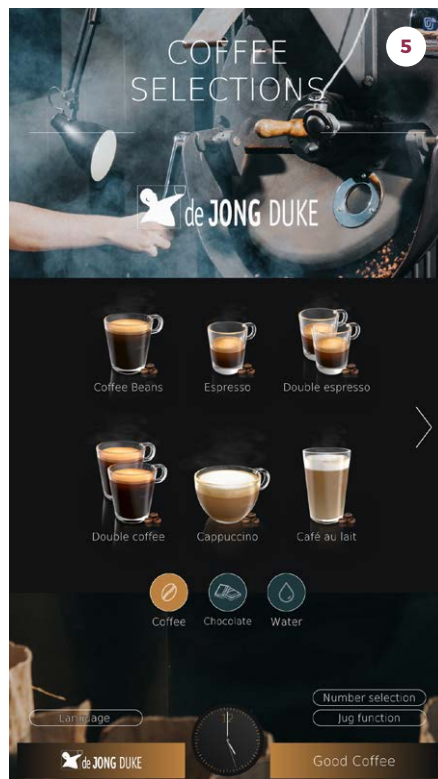 COFFEE
SELECTIONS
5
de JONG DUKE
Coffee Beans
Espresso
Double espresso
Double coffee
Cappuccino
Café au lait
Coffee
Chocolate
Water
Number selection
Language
Jug function
12
de JONG DUKE
Good Coffee